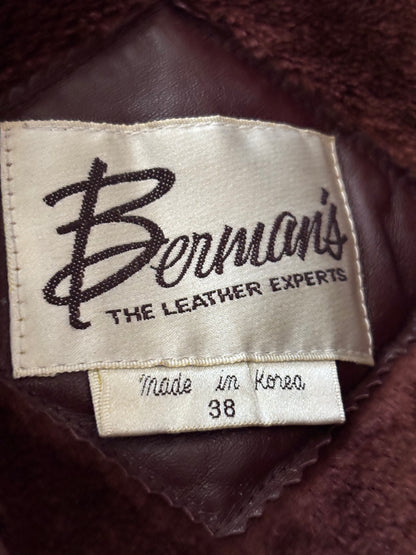 Berman's
THE LEATHER EXPERTS
made in Korea
38